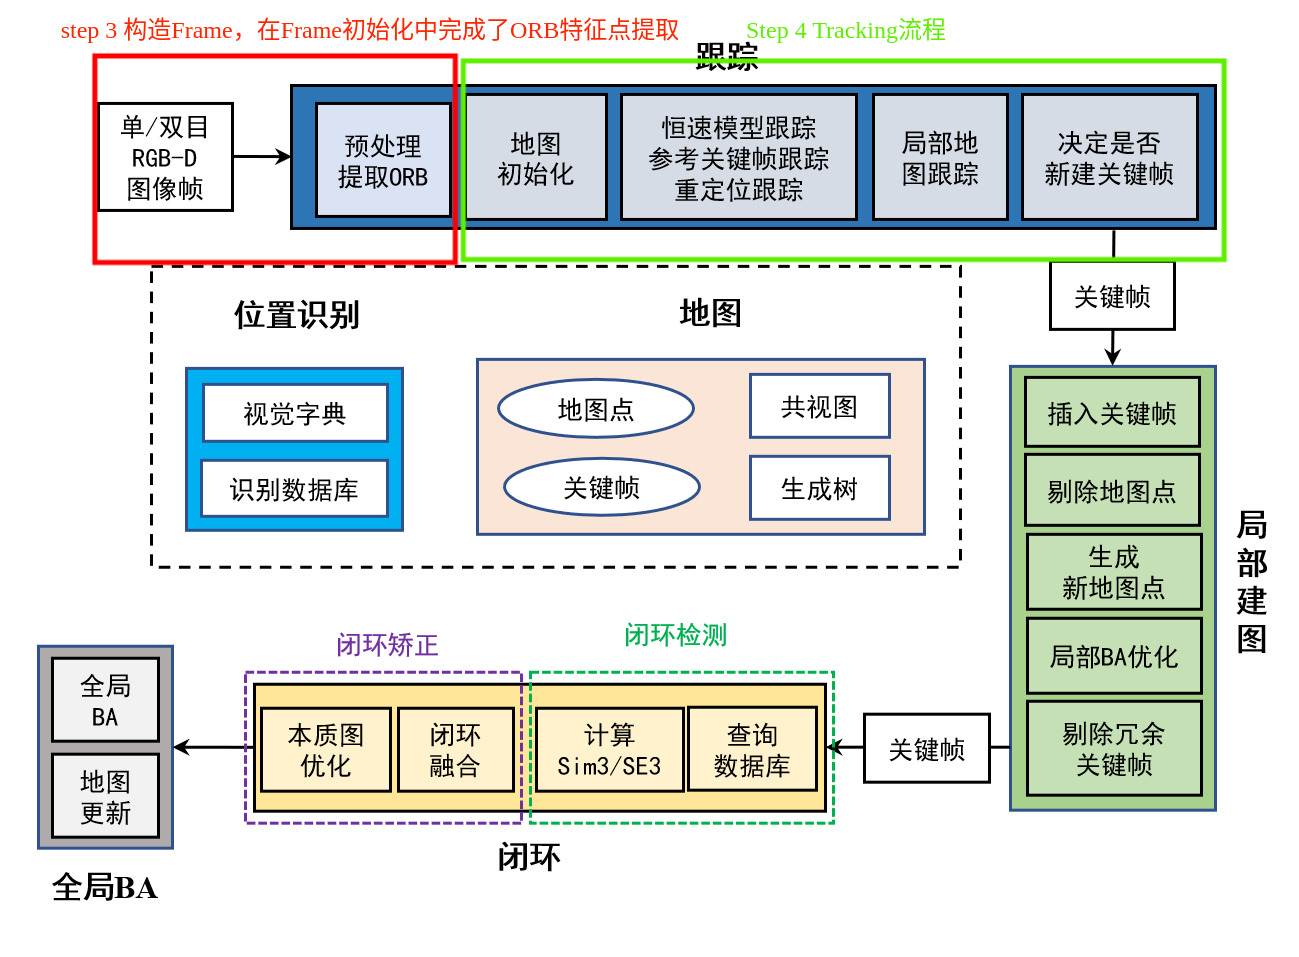 step 3 构造Frame，在Frame初始化中完成了ORB特征点提取
Step 4 Tracking流程
跟踪
单/双目
RGB-D
图像帧
预处理
提取ORB
地图
初始化
恒速模型跟踪
参考关键帧跟踪
重定位跟踪
局部地
图跟踪
决定是否
新建关键帧
关键帧
位置识别
视觉字典
识别数据库
地图
地图点
共视图
关键帧
生成树
插入关键帧
剔除地图点
生成
新地图点
局部BA优化
剔除冗余
关键帧
局
部
建
图
关键帧
闭环检测
查询
数据库
计算
Sim3/SE3
闭环矫正
闭环
融合
本质图
优化
闭环
全局
BA
地图
更新
全局BA